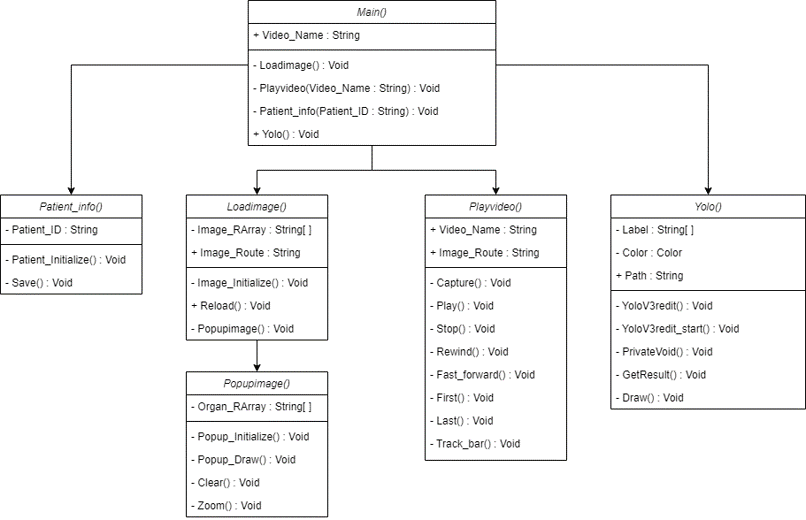 Main()
+ Video_Name : String
- Loadimage() : Void
- Playvideo(Video_Name : String) : Void
- Patient_info(Patient_ID : String) : Void
+ Yolo() : Void
Patient_info()
- Patient_ID : String
- Patient_Initialize() : Void
- Save() : Void
Loadimage()
- Image_RArray : String[ ]
+ Image_Route : String
- Image_Initialize() : Void
+ Reload() : Void
- Popupimage() : Void
Popupimage()
- Organ_RArray : String[ ]
- Popup_Initialize() : Void
- Popup_Draw() : Void
- Clear() : Void
- Zoom() : Void
Playvideo()
+ Video_Name : String
+ Image_Route : String
- Capture() : Void
- Play() : Void
- Stop() : Void
- Rewind() : Void
- Fast_forward() : Void
- First() : Void
- Last() : Void
- Track_bar() : Void
Yolo()
- Label : String[ ]
- Color : Color
+ Path : String
- YoloV3redit() : Void
- YoloV3redit_start() : Void
- PrivateVoid() : Void
- GetResult() : Void
- Draw() : Void